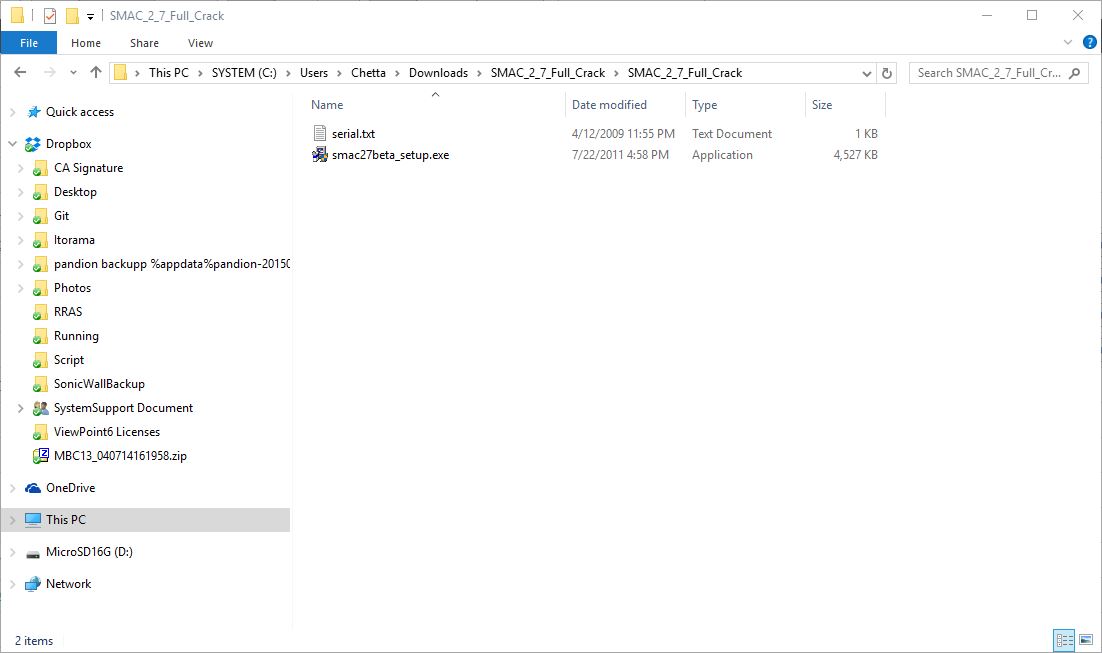 SMAC_2_7_Full_Crack
File Home Share View
This PC SYSTEM (C:) Users Chetta Downloads SMAC_2_7_Full_Crack SMAC_2_7_Full_Crack Search SMAC_2_7_Full_Cr...
Name Date modified Type Size
serial.txt 4/12/2009 11:55 PM Text Document 1 KB
smac27beta_setup.exe 7/22/2011 4:58 PM Application 4,527 KB
Quick access
Dropbox
CA Signature
Desktop
Git
Itorama
pandion backupp %appdata%pandion-20150
Photos
RRAS
Running
Script
SonicWallBackup
SystemSupport Document
ViewPoint6 Licenses
MBC13_040714161958.zip
OneDrive
This PC
MicroSD16G (D:)
Network
2 items